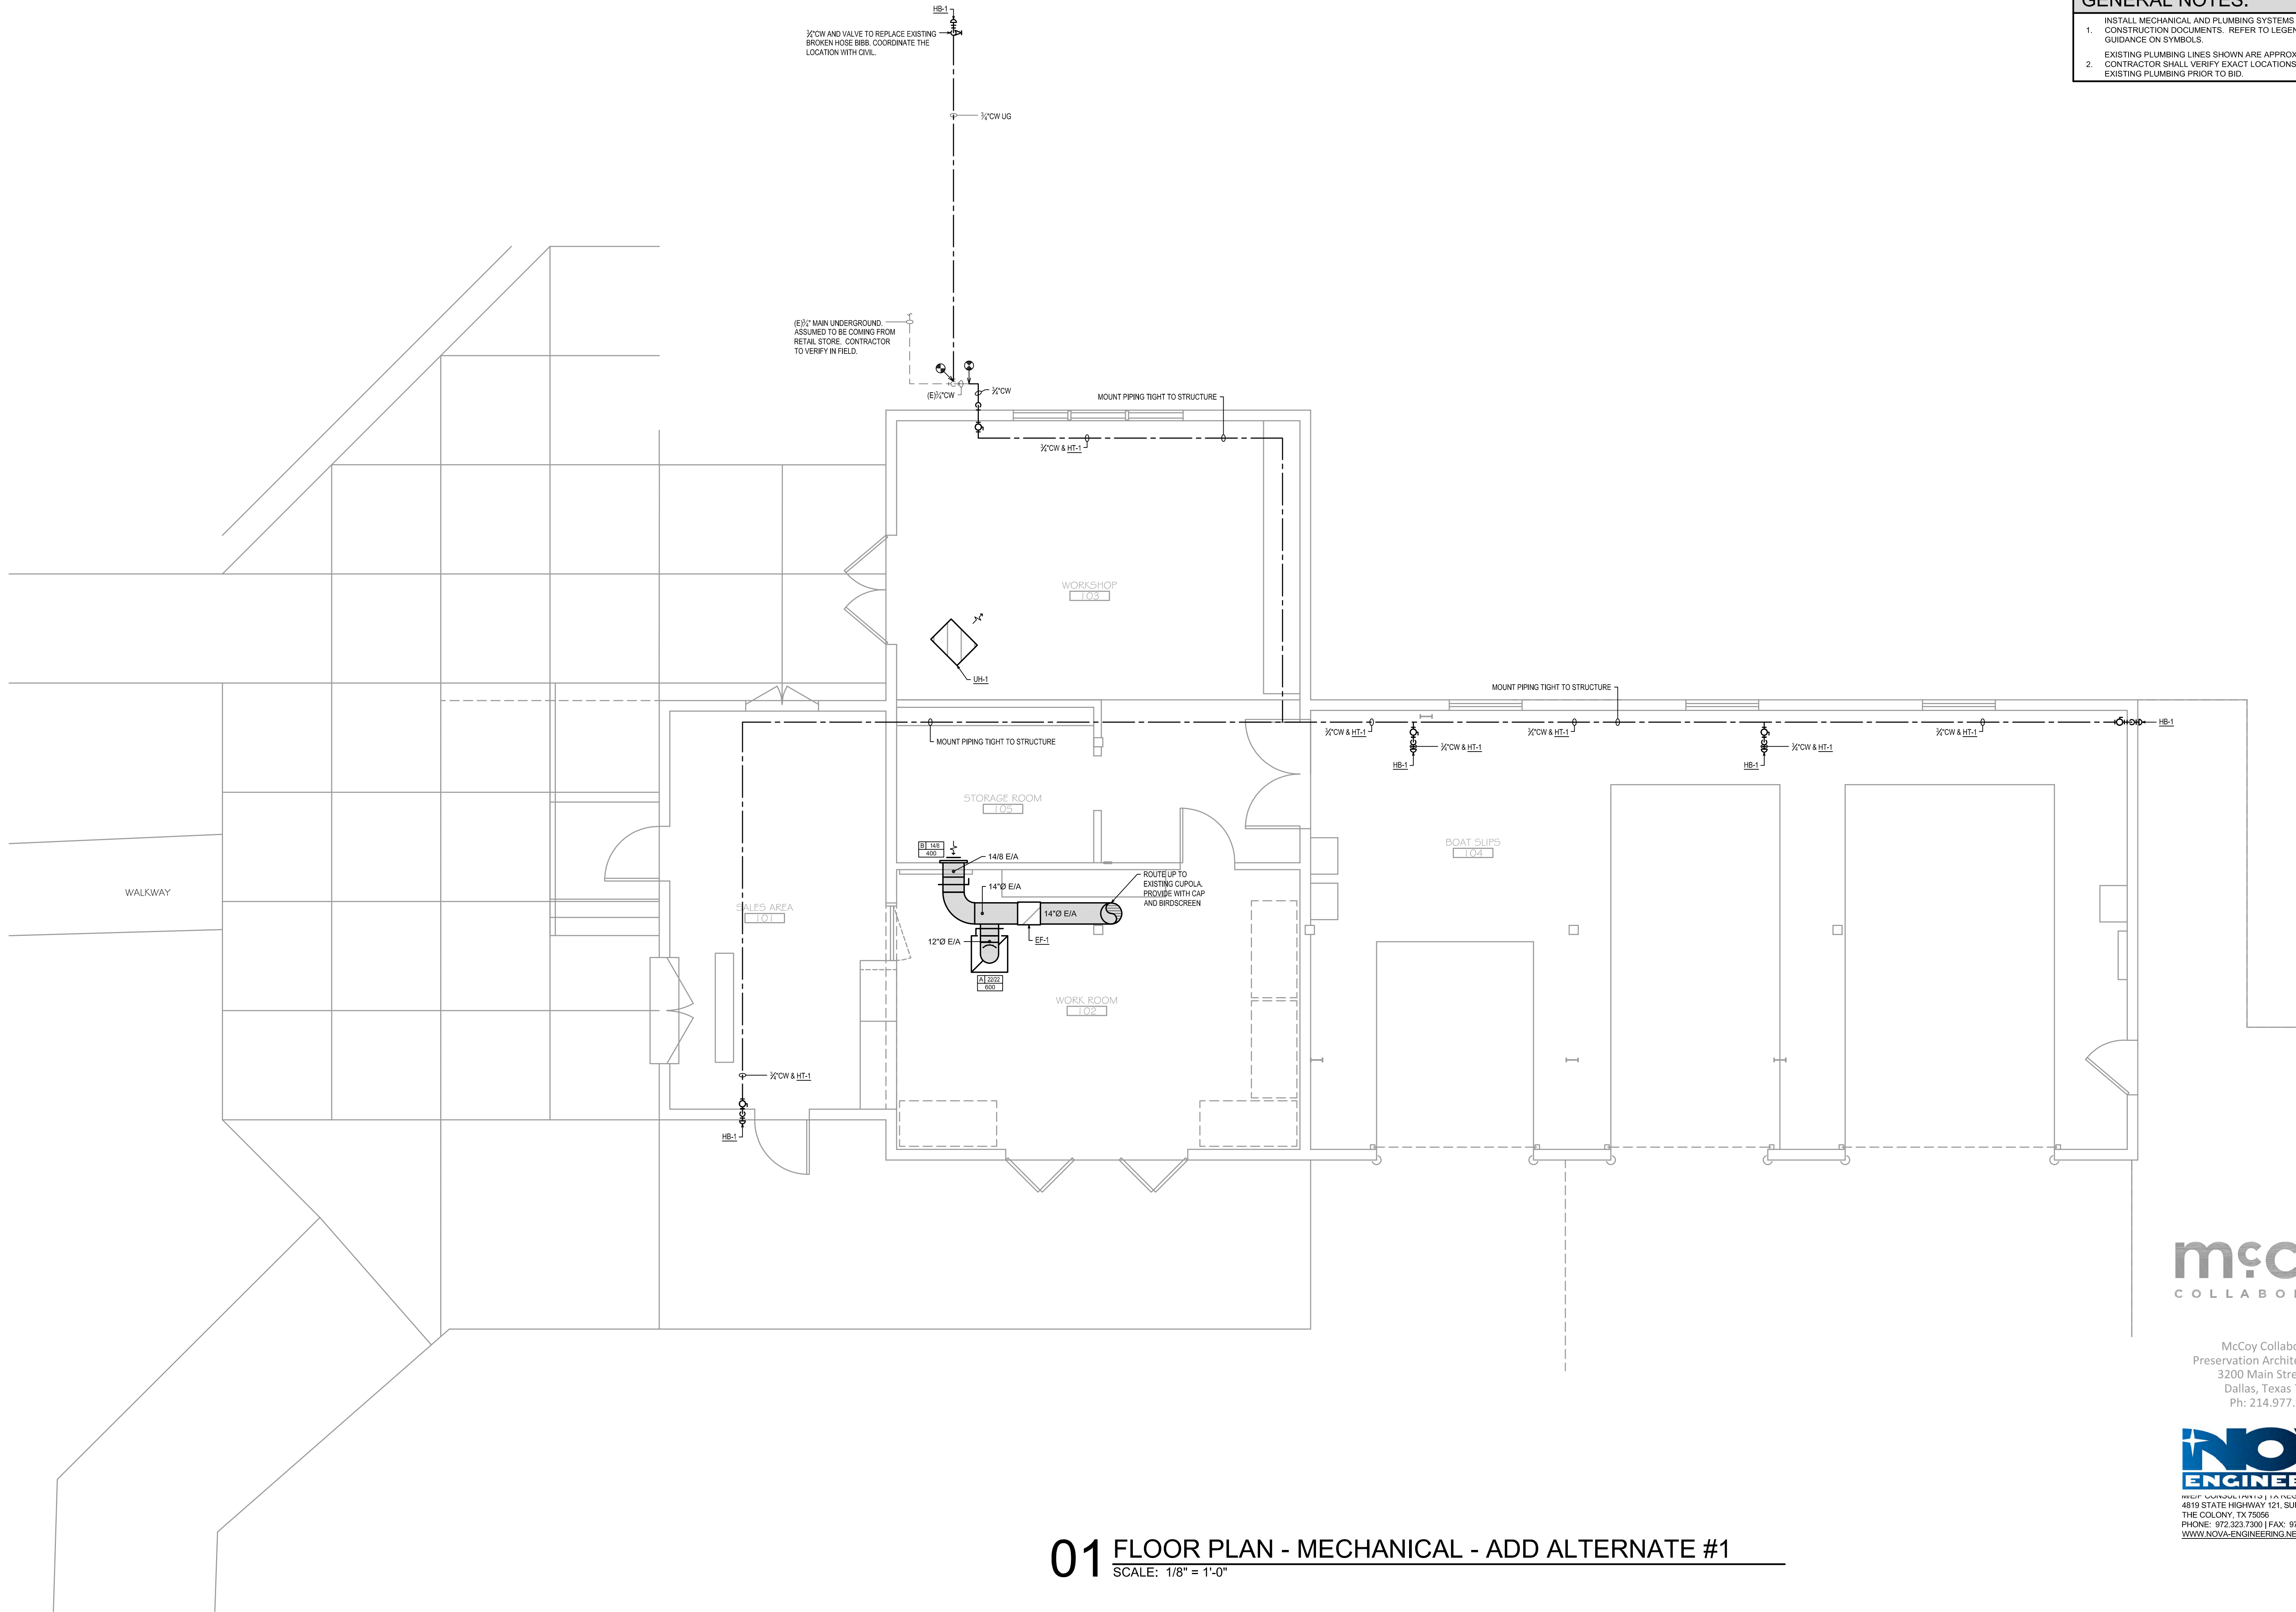 GENERAL NOTES:
1. INSTALL MECHANICAL AND PLUMBING SYSTEMS
CONSTRUCTION DOCUMENTS. REFER TO
GUIDANCE ON SYMBOLS.
2. EXISTING PLUMBING LINES SHOWN ARE
CONTRACTOR SHALL VERIFY EXACT LOCATIONS
EXISTING PLUMBING PRIOR TO BID.
HB-1
¾"CW AND VALVE TO REPLACE EXISTING
BROKEN HOSE BIBB. COORDINATE THE
LOCATION WITH CIVIL.
¾"CW UG
(E)¾" MAIN UNDERGROUND.
ASSUMED TO BE COMING FROM
RETAIL STORE. CONTRACTOR
TO VERIFY IN FIELD.
(E)¾"CW
¾"CW
MOUNT PIPING TIGHT TO STRUCTURE
¾"CW & HT-1
WORKSHOP
103
UH-1
MOUNT PIPING TIGHT TO STRUCTURE
¾"CW & HT-1
¾"CW & HT-1
¾"CW & HT-1
HB-1
¾"CW & HT-1
¾"CW & HT-1
HB-1
HB-1
MOUNT PIPING TIGHT TO STRUCTURE
STORAGE ROOM
105
BOAT SLIPS
104
B 14/8
400
14/8 E/A
14"Ø E/A
14"Ø E/A
ROUTE UP TO
EXISTING CUPOLA.
PROVIDE WITH CAP
AND BIRDSCREEN
12"Ø E/A
EF-1
A 22/22
600
WALKWAY
SALES AREA
101
WORK ROOM
102
¾"CW & HT-1
HB-1
COLLABO
McCoy Collabo
Preservation Archite
3200 Main Stre
Dallas, Texas
Ph: 214.977.
NO
ENGINEE
M/E/P CONSULTANTS | TX REG
4819 STATE HIGHWAY 121,
THE COLONY, TX 75056
PHONE: 972.323.7300 | FAX: 97
WWW.NOVA-ENGINEERING.NE
01 FLOOR PLAN - MECHANICAL - ADD ALTERNATE #1
SCALE: 1/8" = 1'-0"